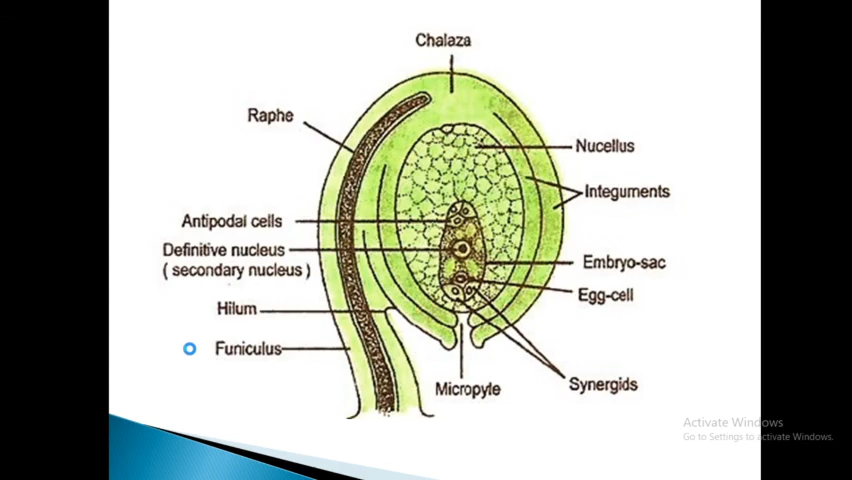 Chalaza
Raphe
Nucellus
Integuments
Antipodal cells
Definitive nucleus
( secondary nucleus )
Embryo-sac
Egg-cell
Hilum
Funiculus
Micropyle
Synergids
Activate Windows
Go to Settings to activate Windows.